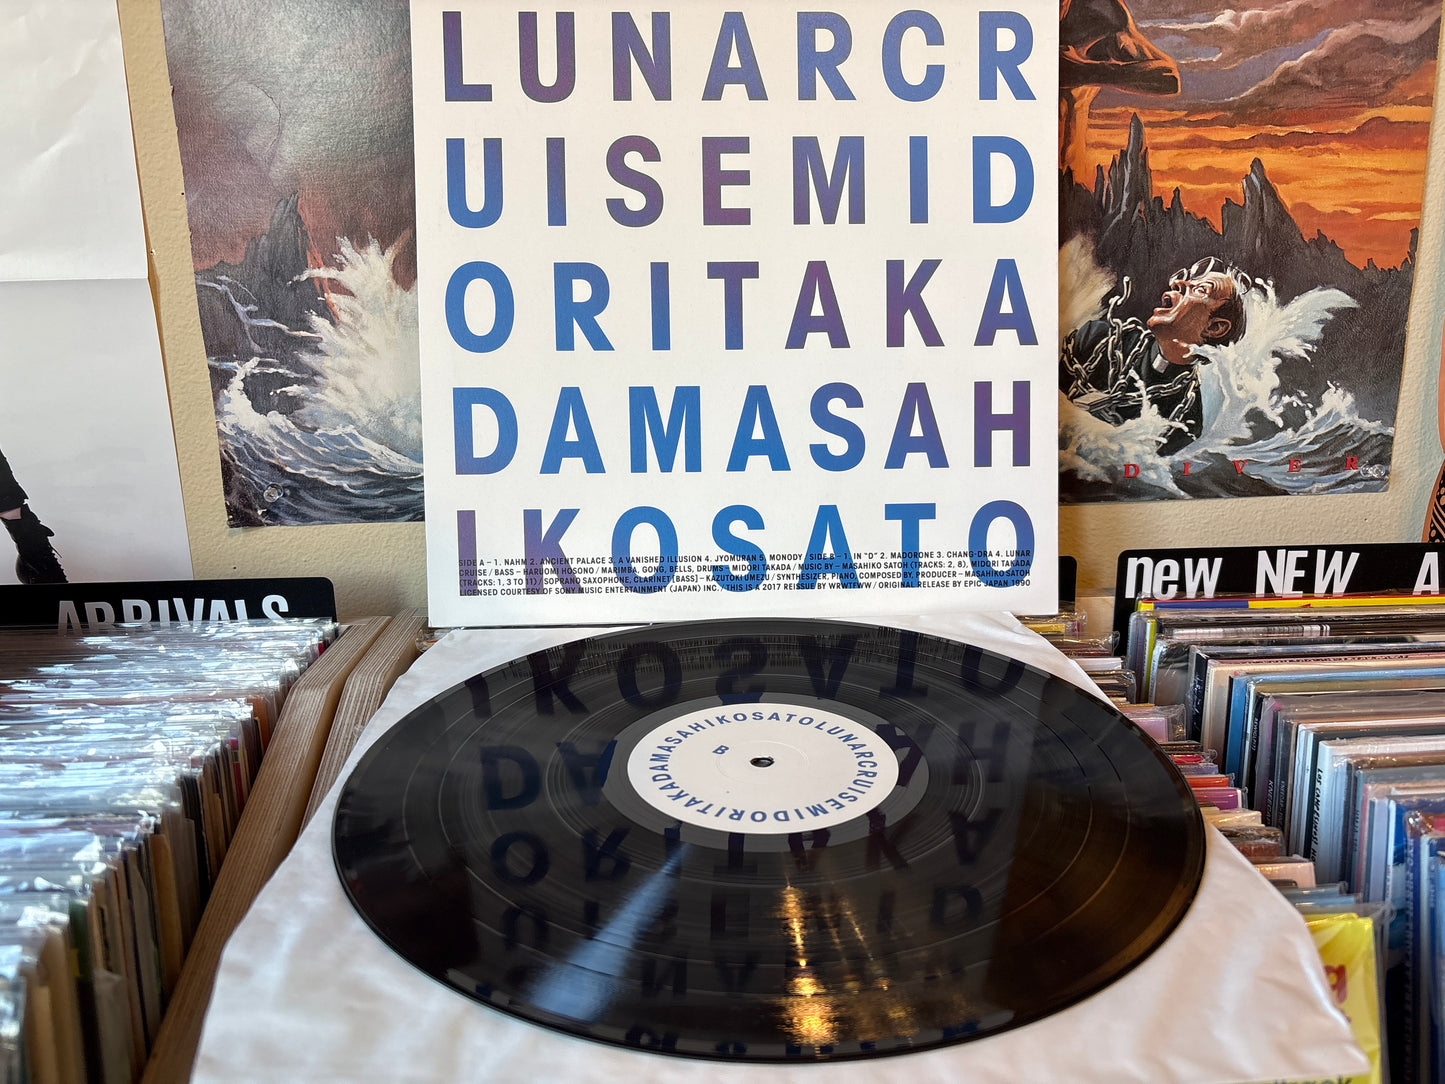 LUNARCR
UISEMID
ORITAKA
DAMASAH
IKOSATO
SIDE A – 1. NAHM 2. ANCIENT PALACE 3. A VANISHED ILLUSION 4. JYOMURAN 5. MONODY / SIDE B – 1. IN "D" 2. MADORONE 3. CHANG-DRA 4. LUNAR
CRUISE / BASS – HARUOMI HOSONO / MARIMBA, GONG, BELLS, DRUMS – MIDORI TAKADA / MUSIC BY – MASAHIKO SATOH (TRACKS: 2, 8), MIDORI TAKADA
(TRACKS: 1, 3 TO 11) / SOPRANO SAXOPHONE, CLARINET [BASS] – KAZUTOKI UMEZU / SYNTHESIZER, PIANO, COMPOSED BY, PRODUCER – MASAHIKO SATOH
LICENSED COURTESY OF SONY MUSIC ENTERTAINMENT (JAPAN) INC. / THIS IS A 2017 REISSUE BY WRWTFWW / ORIGINAL RELEASE BY EPIC JAPAN 1990
DIVER
ARRIVALS
new NEW A
MASAHIKOSATOLUNARCRUISEMIDORITAKADA
B